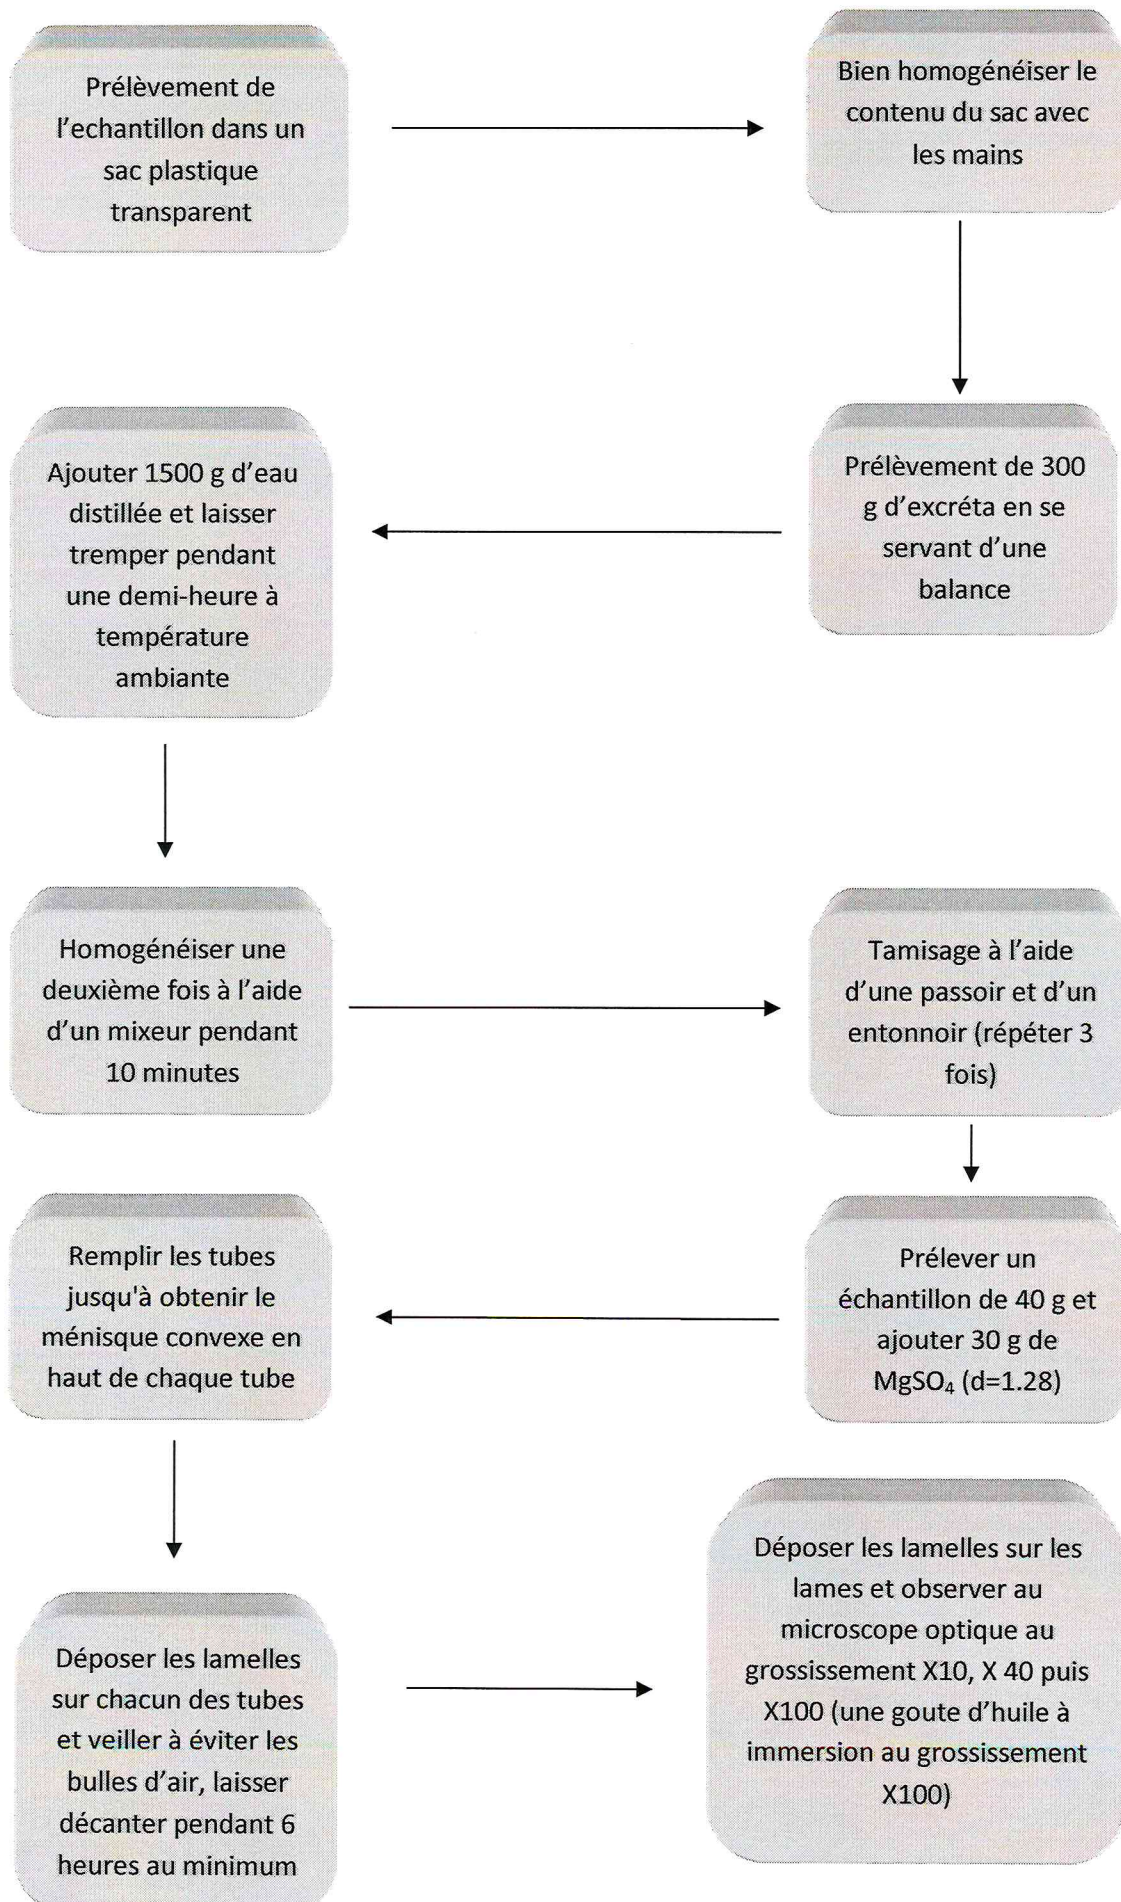 Prélèvement de
l'echantillon dans un
sac plastique
transparent
Bien homogénéiser le
contenu du sac avec
les mains
Prélèvement de 300
g d'excréta en se
servant d'une
balance
Ajouter 1500 g d'eau
distillée et laisser
tremper pendant
une demi-heure à
température
ambiante
Homogénéiser une
deuxième fois à l'aide
d'un mixeur pendant
10 minutes
Tamisage à l'aide
d'une passoir et d'un
entonnoir (répéter 3
fois)
Prélever un
échantillon de 40 g et
ajouter 30 g de
MgSO₄ (d=1.28)
Remplir les tubes
jusqu'à obtenir le
ménisque convexe en
haut de chaque tube
Déposer les lamelles
sur chacun des tubes
et veiller à éviter les
bulles d'air, laisser
décanter pendant 6
heures au minimum
Déposer les lamelles sur les
lames et observer au
microscope optique au
grossissement X10, X 40 puis
X100 (une goute d'huile à
immersion au grossissement
X100)